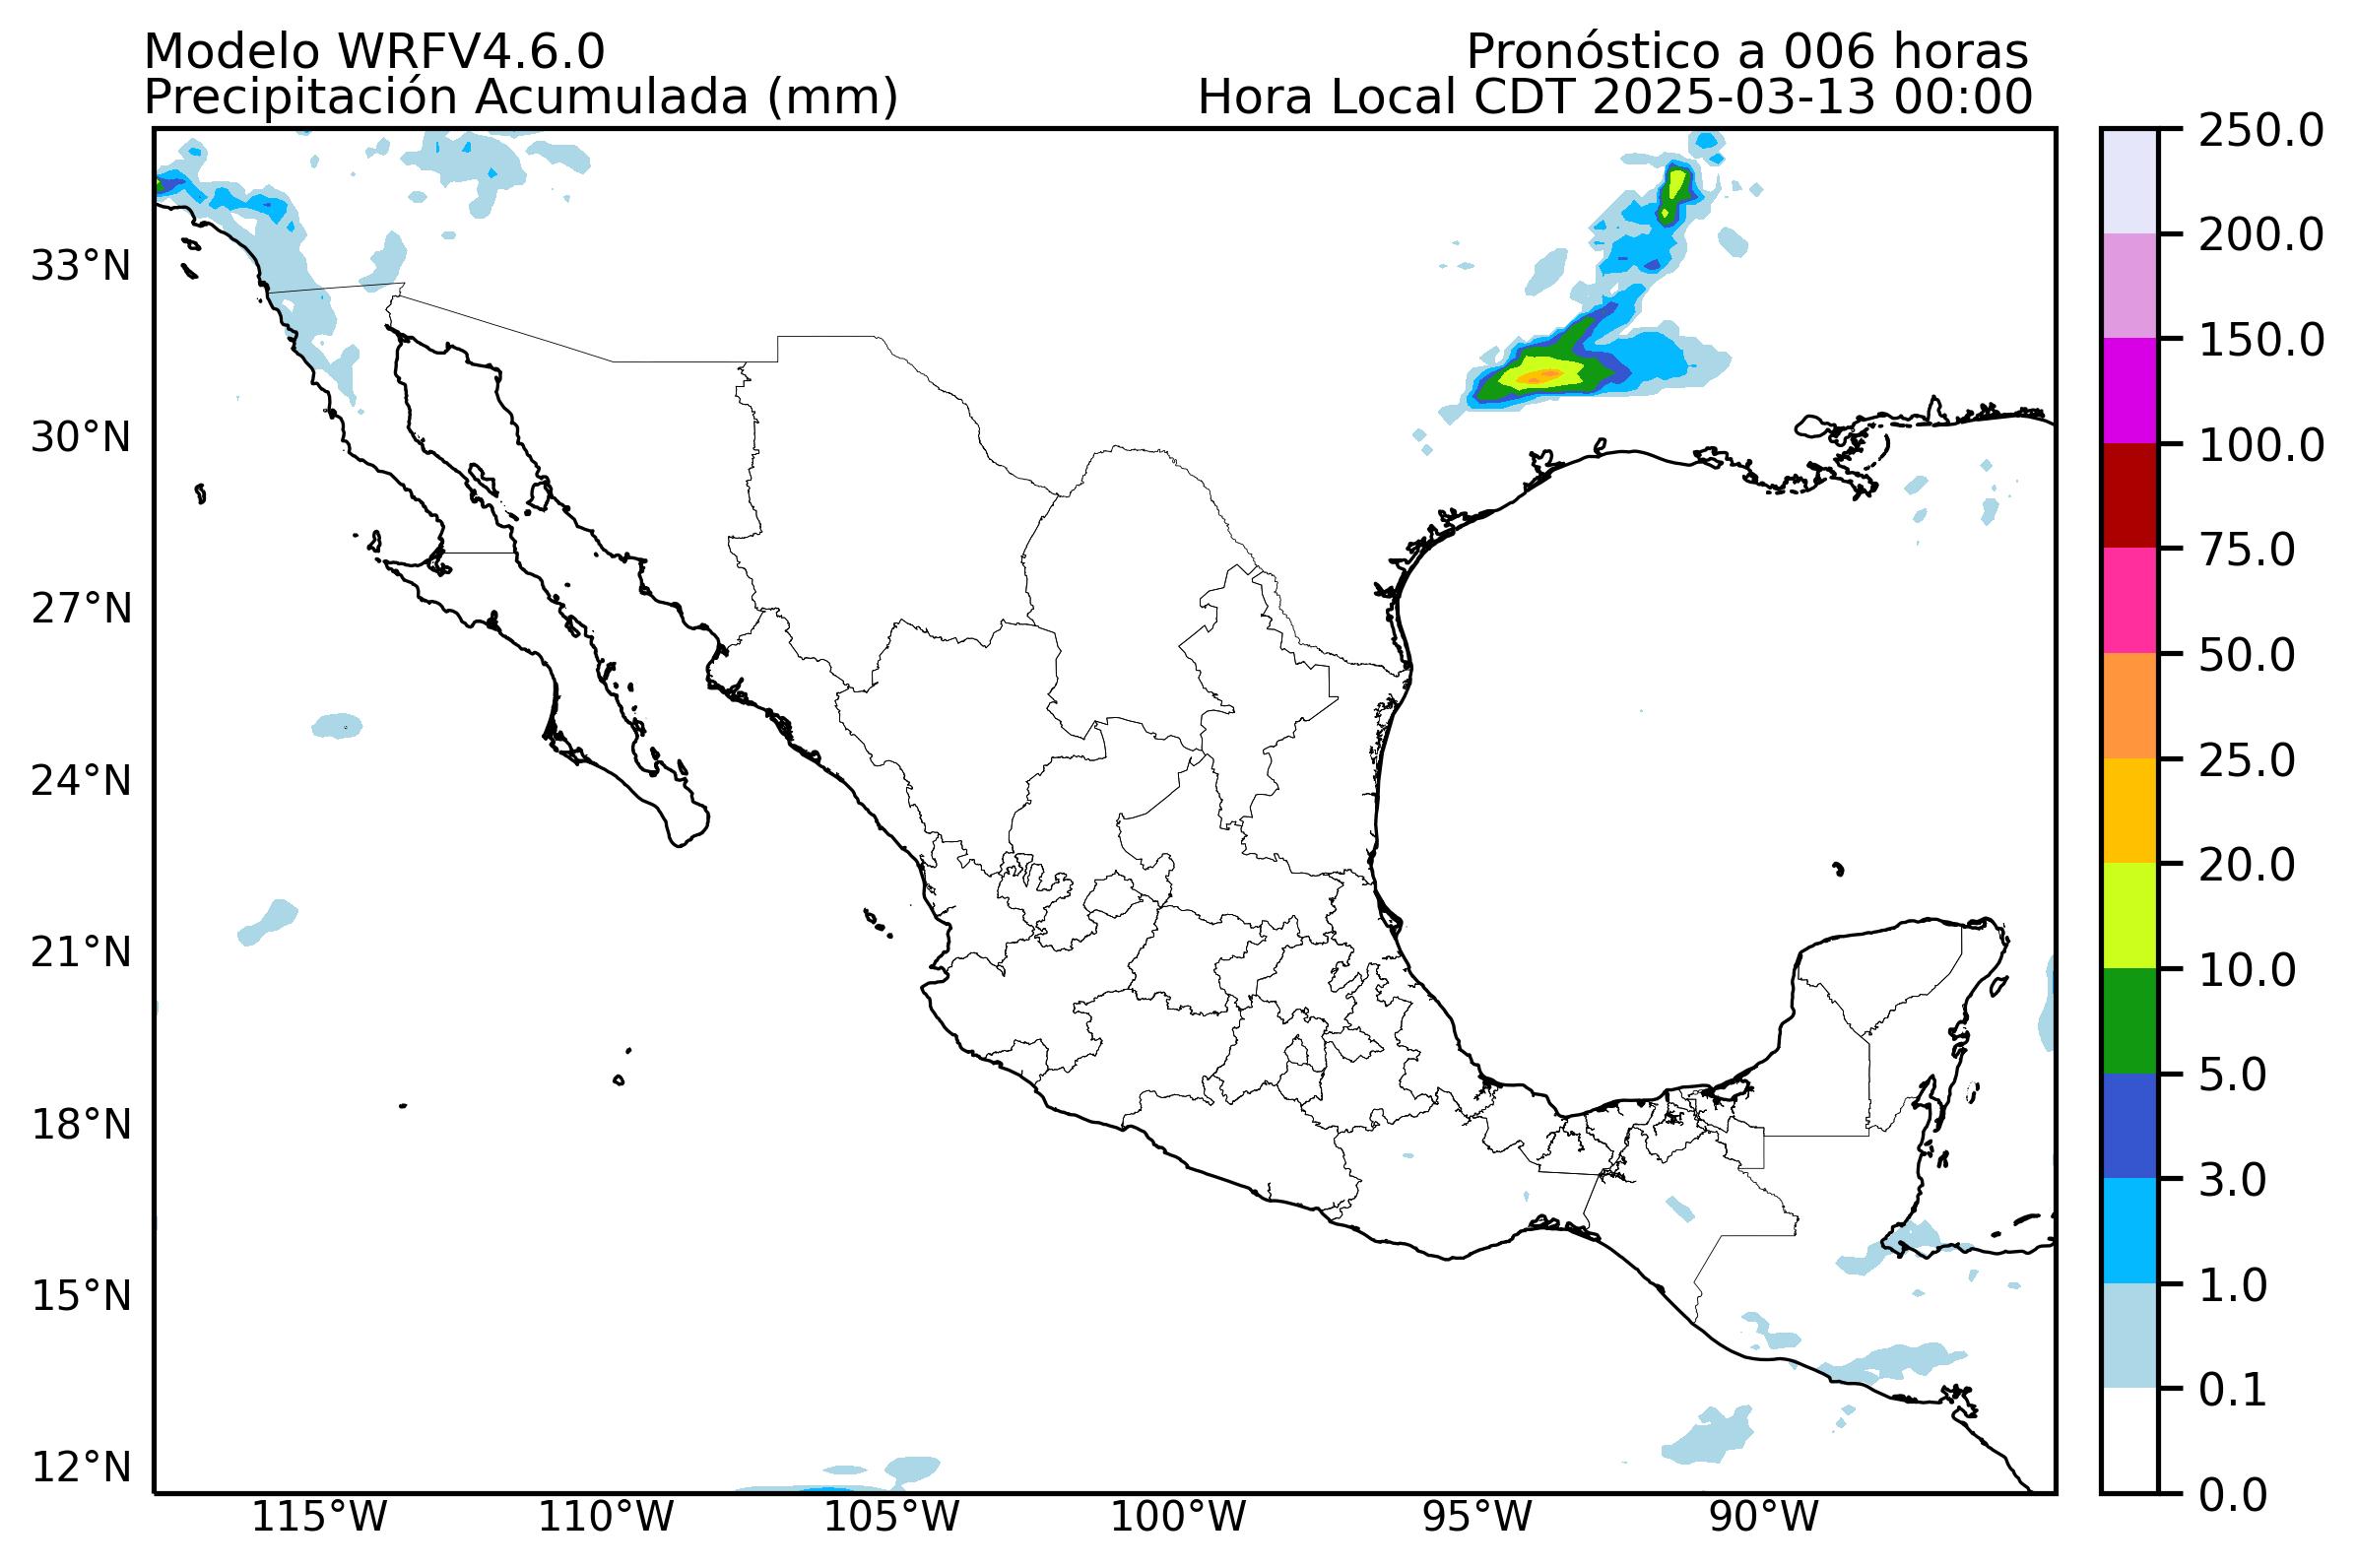 Modelo WRFV4.6.0
Precipitación Acumulada (mm)
Pronóstico a 006 horas
Hora Local CDT 2025-03-13 00:00
33°N
30°N
27°N
24°N
21°N
18°N
15°N
12°N
115°W
110°W
105°W
100°W
95°W
90°W
250.0
200.0
150.0
100.0
75.0
50.0
25.0
20.0
10.0
5.0
3.0
1.0
0.1
0.0